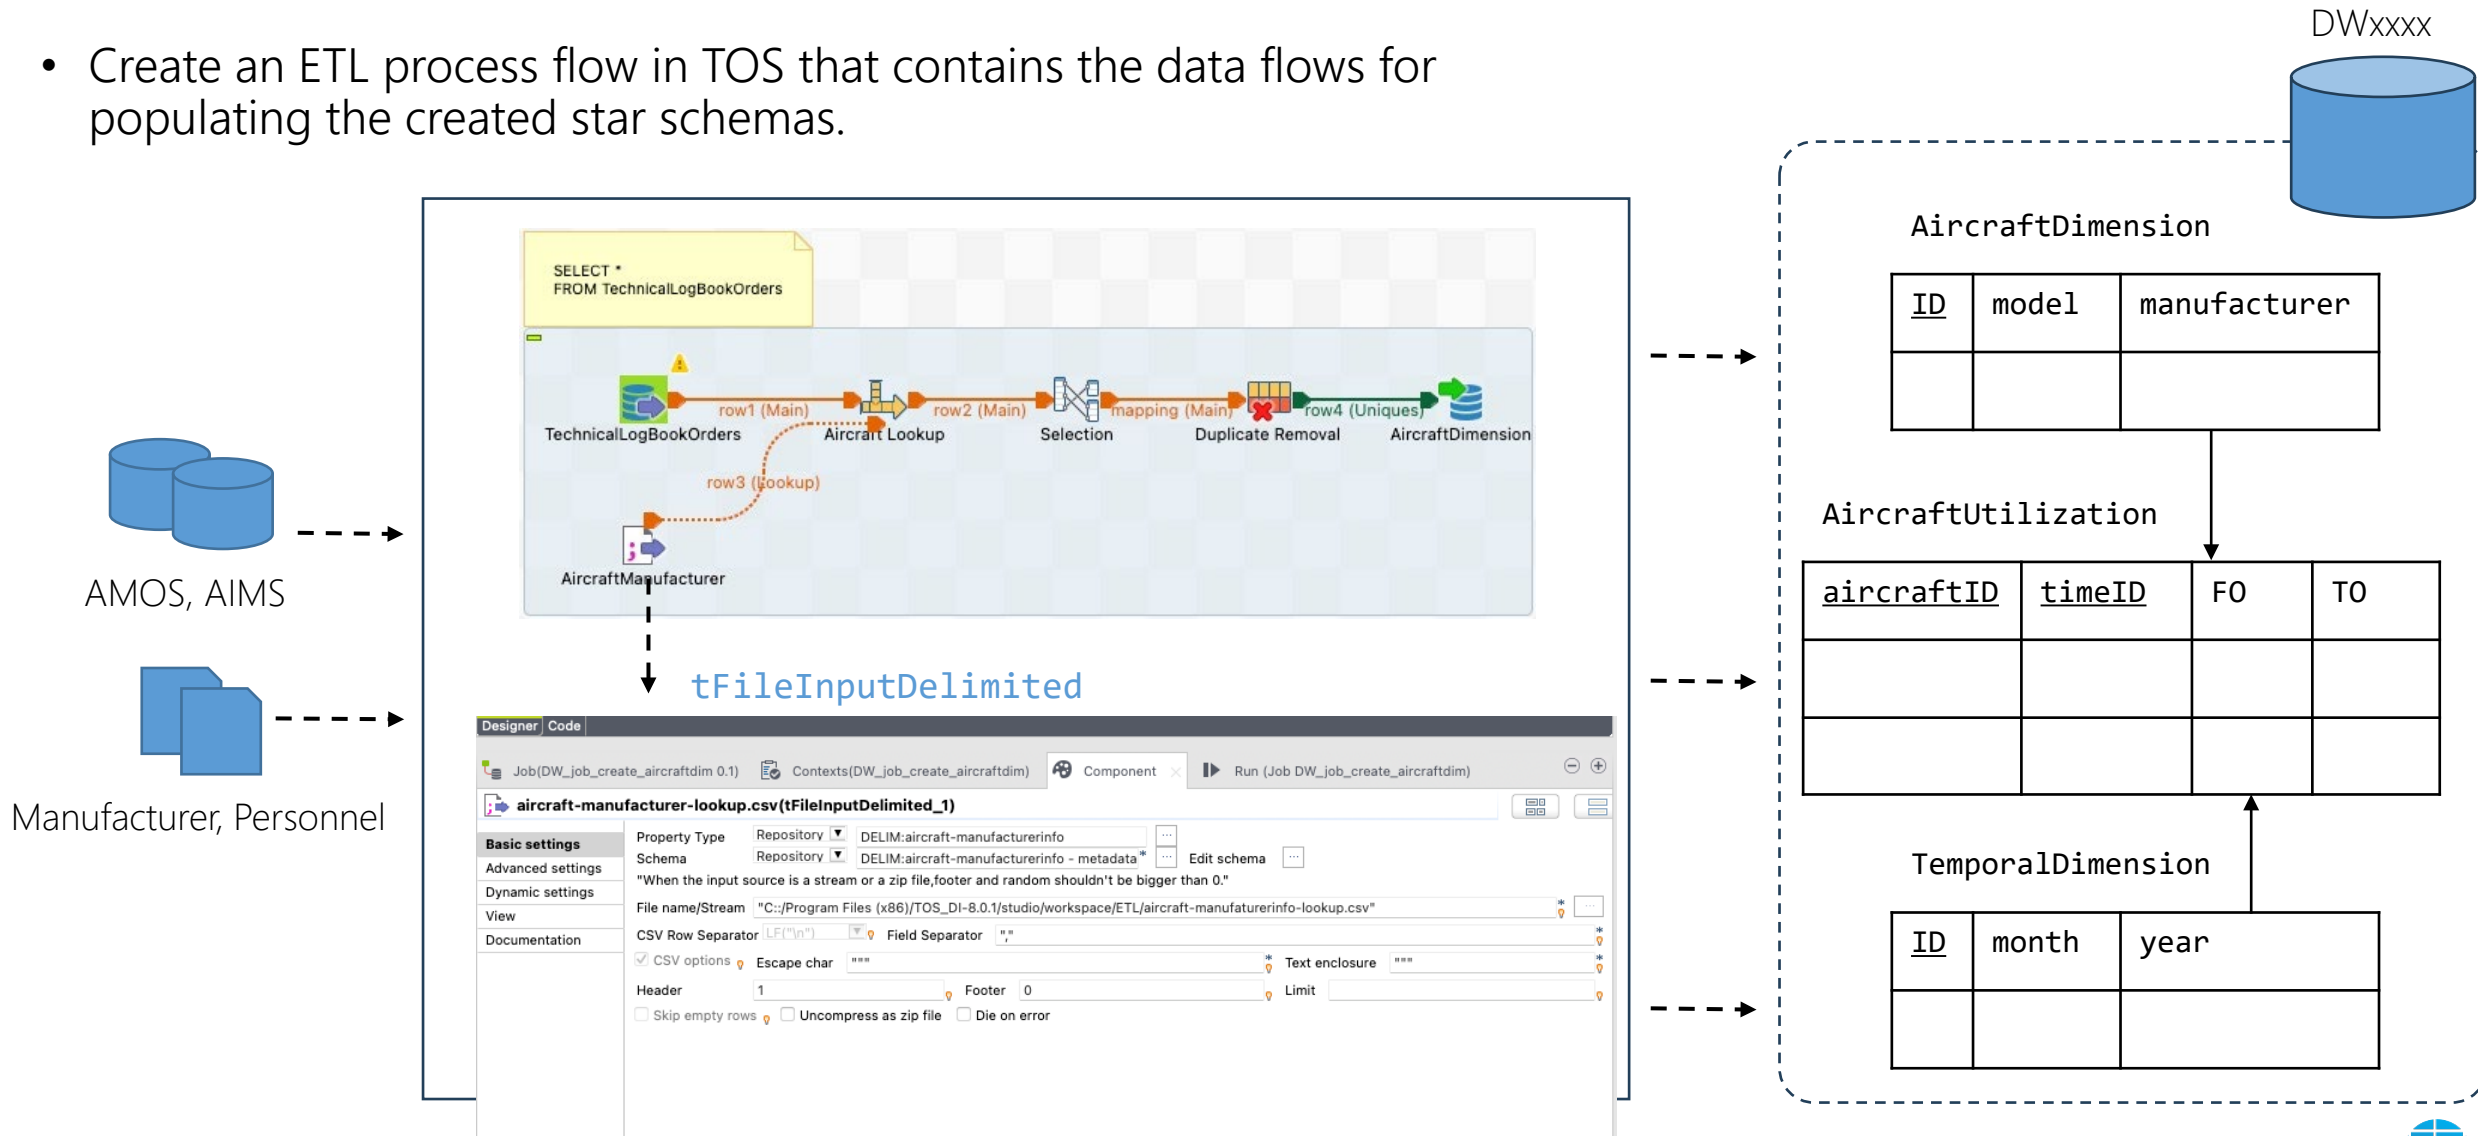 DWxxxx
• Create an ETL process flow in TOS that contains the data flows for
populating the created star schemas.
SELECT *
FROM TechnicalLogBookOrders
row1 (Main)
row2 (Main)
mapping (Main)
row4 (Uniques)
TechnicalLogBookOrders
Aircraft Lookup
Selection
Duplicate Removal
AircraftDimension
row3 (Lookup)
AircraftManufacturer
AMOS, AIMS
Manufacturer, Personnel
tFileInputDelimited
Designer Code
Job(DW_job_create_aircraftdim 0.1) Contexts(DW_job_create_aircraftdim) Component Run (Job DW_job_create_aircraftdim)
aircraft-manufacturer-lookup.csv(tFileInputDelimited_1)
Basic settings
Advanced settings
Dynamic settings
View
Documentation
Property Type Repository DELIM:aircraft-manufacturerinfo ...
Schema Repository DELIM:aircraft-manufacturerinfo - metadata* ... Edit schema ...
"When the input source is a stream or a zip file,footer and random shouldn't be bigger than 0."
File name/Stream "C::/Program Files (x86)/TOS_DI-8.0.1/studio/workspace/ETL/aircraft-manufaturerinfo-lookup.csv" * ...
CSV Row Separator LF("\n") Field Separator "," *
CSV options Escape char """ * Text enclosure """ *
Header 1 Footer 0 Limit
Skip empty rows Uncompress as zip file Die on error
AircraftDimension
ID model manufacturer
AircraftUtilization
aircraftID timeID FO TO
TemporalDimension
ID month year